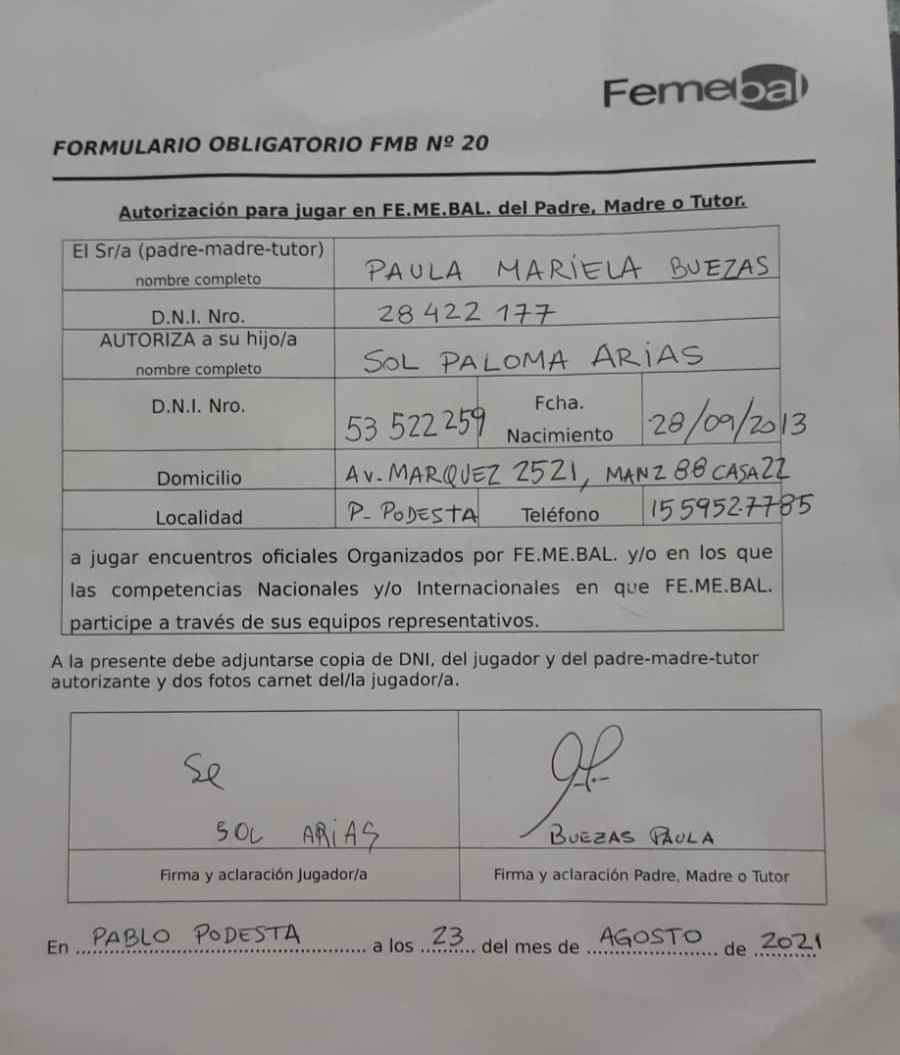 Femebal
FORMULARIO OBLIGATORIO FMB Nº 20
Autorización para jugar en FE.ME.BAL. del Padre, Madre o Tutor.
El Sr/a (padre-madre-tutor)
nombre completo
PAULA MARIELA BUEZAS
D.N.I. Nro.
28 422 177
AUTORIZA a su hijo/a
nombre completo
SOL PALOMA ARIAS
D.N.I. Nro.
53 522 259
Fcha.
Nacimiento
28/09/2013
Domicilio
AV. MARQUEZ 2521, MANZ 88 CASA 22
Localidad
P- PODESTA
Teléfono
1559527785
a jugar encuentros oficiales Organizados por FE.ME.BAL. y/o en los que
las competencias Nacionales y/o Internacionales en que FE.ME.BAL.
participe a través de sus equipos representativos.
A la presente debe adjuntarse copia de DNI, del jugador y del padre-madre-tutor
autorizante y dos fotos carnet del/la jugador/a.
SOL ARIAS
Firma y aclaración Jugador/a
BUEZAS PAULA
Firma y aclaración Padre, Madre o Tutor
En PABLO PODESTA a los 23 del mes de AGOSTO de 2021